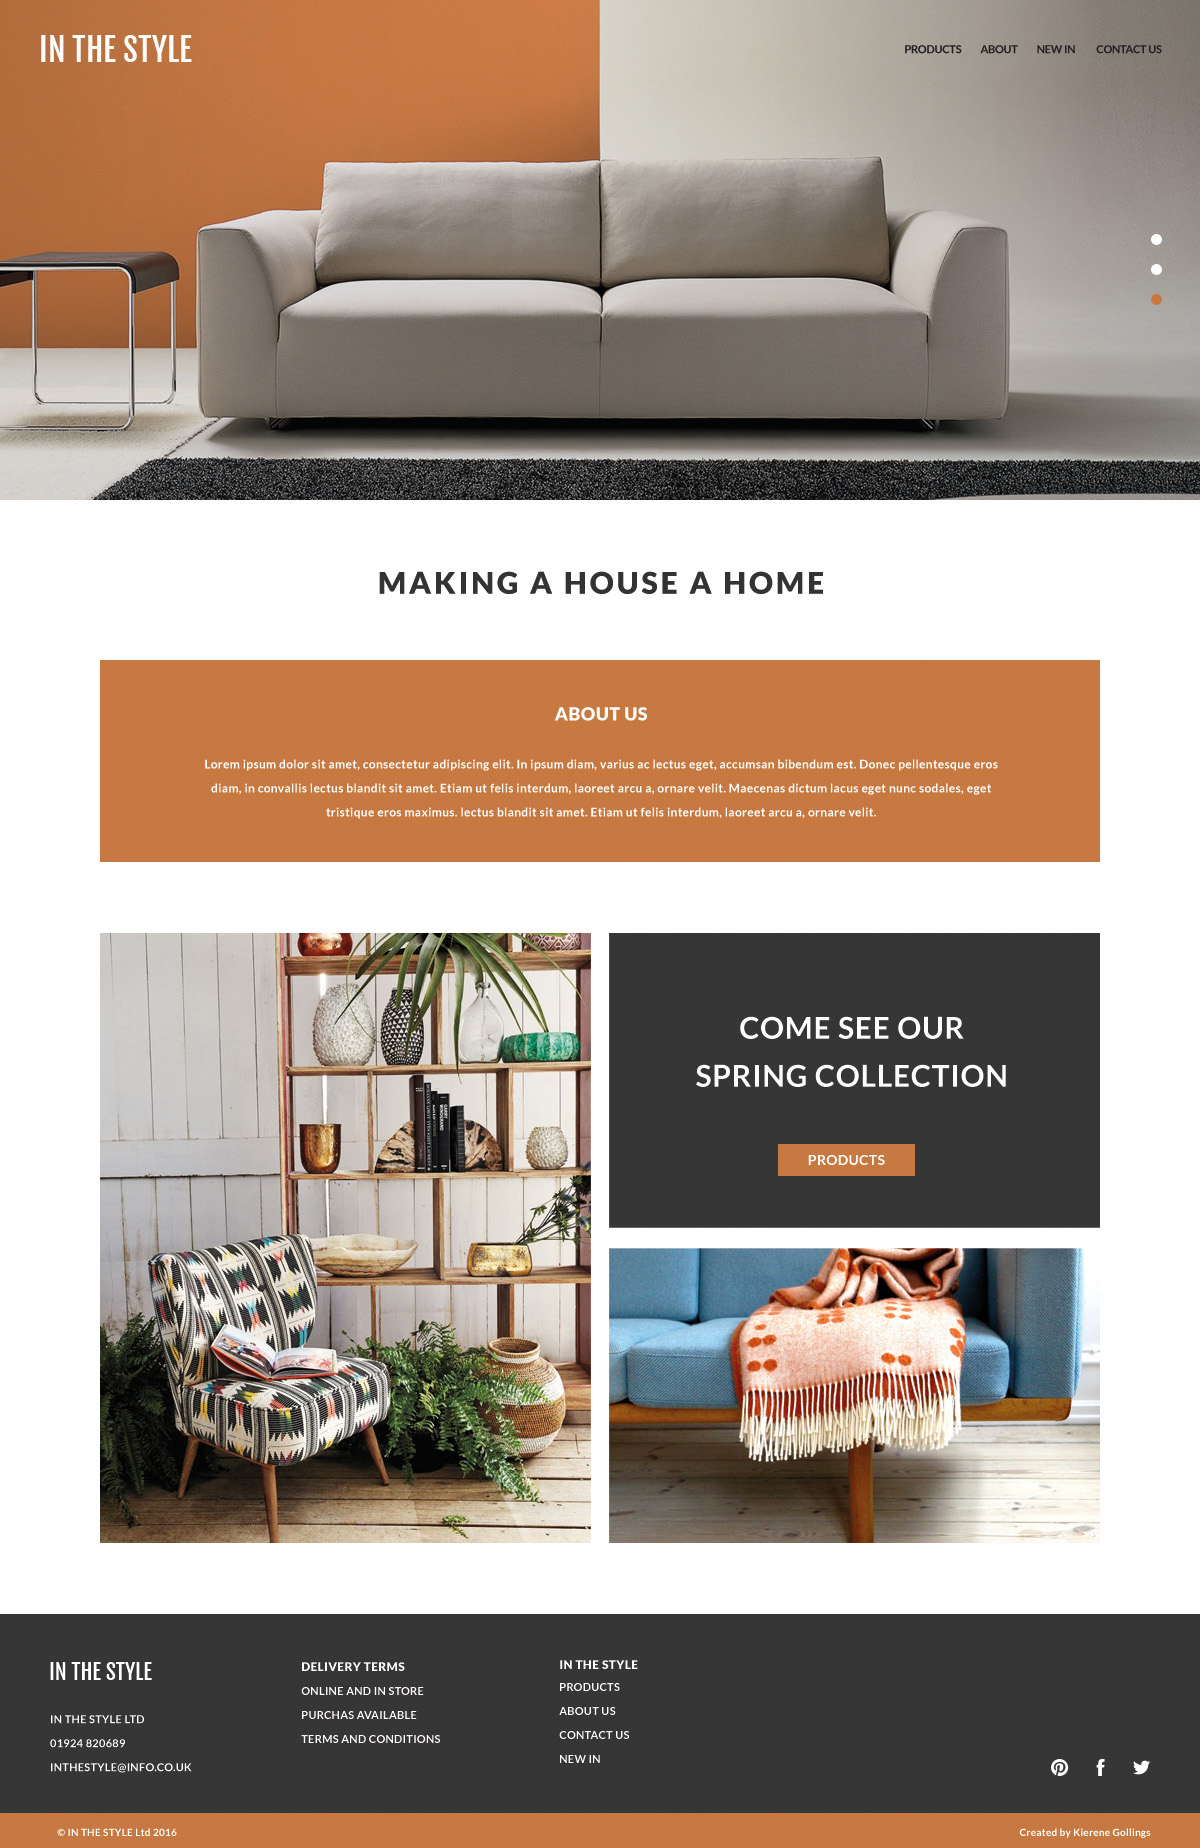 IN THE STYLE
PRODUCTS ABOUT NEW IN CONTACT US
MAKING A HOUSE A HOME
ABOUT US
Lorem ipsum dolor sit amet, consectetur adipiscing elit. In ipsum diam, varius ac lectus eget, accumsan bibendum est. Donec pellentesque eros
diam, in convallis lectus blandit sit amet. Etiam ut felis interdum, laoreet arcu a, ornare velit. Maecenas dictum lacus eget nunc sodales, eget
tristique eros maximus. lectus blandit sit amet. Etiam ut felis interdum, laoreet arcu a, ornare velit.
COME SEE OUR
SPRING COLLECTION
PRODUCTS
IN THE STYLE
IN THE STYLE LTD
01924 820689
INTHESTYLE@INFO.CO.UK
DELIVERY TERMS
ONLINE AND IN STORE
PURCHAS AVAILABLE
TERMS AND CONDITIONS
IN THE STYLE
PRODUCTS
ABOUT US
CONTACT US
NEW IN
© IN THE STYLE Ltd 2016
Created by Kierene Gollings